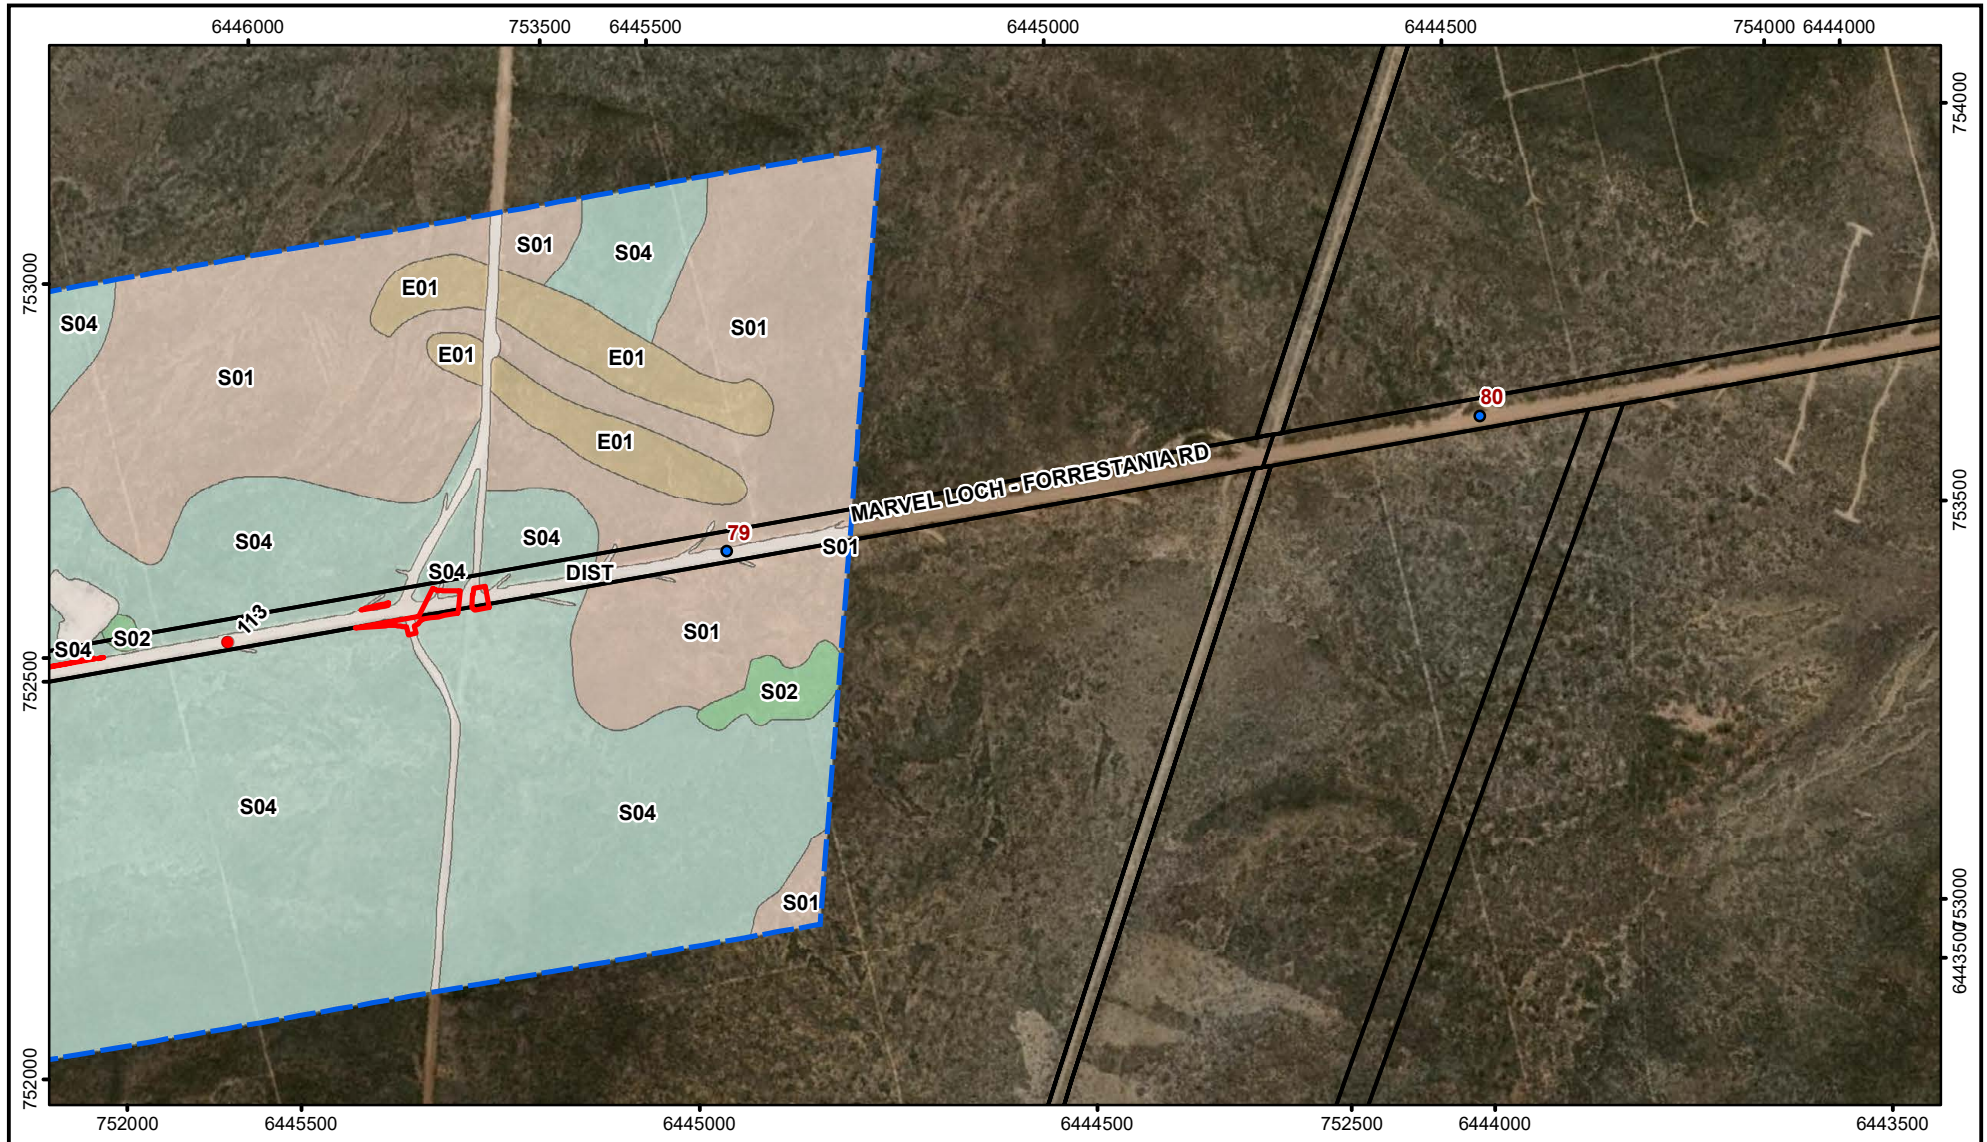 6446000 753500 6445500 6445000 6444500 754000 6444000
754000
S01
S04
753000
E01
S04
S01
E01
E01
S01
80
E01
MARVEL LOCH - FORRESTANIA RD
753500
79
S04
S04
S01
S04
DIST
113
S02
S04
S01
752500
S02
S04
S04
S01
753000
6443500
752000
752000 6445500 6445000 6444500 752500 6444000 6443500